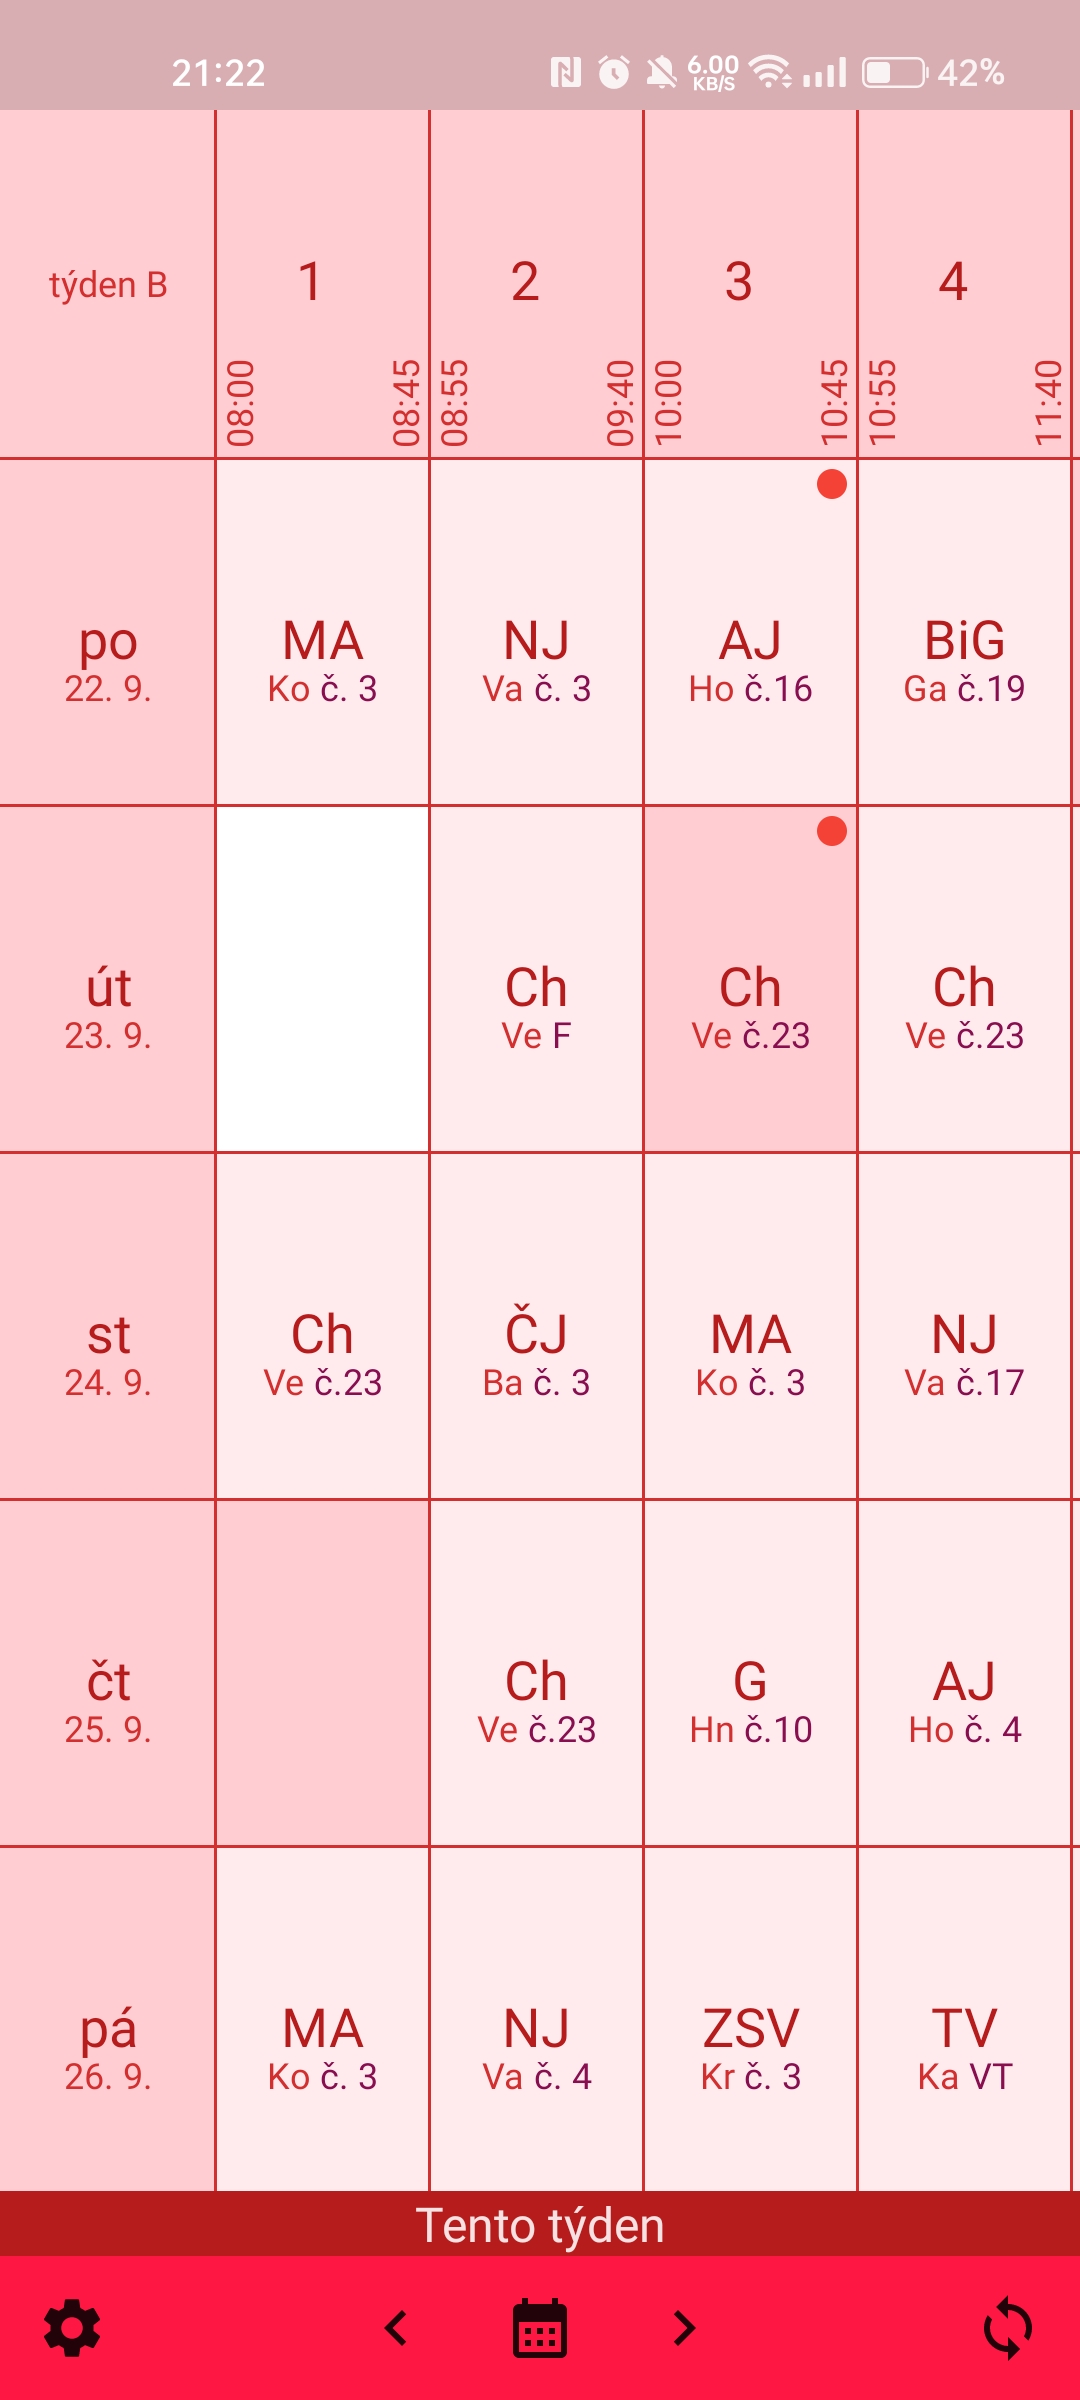 21:22 6.00 KB/S 42%
týden B 1 2 3 4
08:00 08:45 08:55 09:40 10:00 10:45 10:55 11:40
po MA NJ AJ BiG
22. 9. Ko č. 3 Va č. 3 Ho č.16 Ga č.19
út Ch Ch Ch
23. 9. Ve F Ve č.23 Ve č.23
st Ch ČJ MA NJ
24. 9. Ve č.23 Ba č. 3 Ko č. 3 Va č.17
čt Ch G AJ
25. 9. Ve č.23 Hn č.10 Ho č. 4
pá MA NJ ZSV TV
26. 9. Ko č. 3 Va č. 4 Kr č. 3 Ka VT
Tento týden